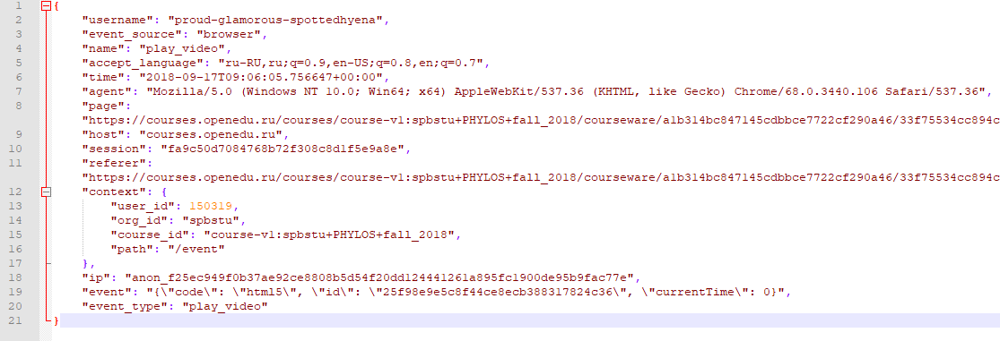 1 {
2 "username": "proud-glamorous-spottedhyena",
3 "event_source": "browser",
4 "name": "play_video",
5 "accept_language": "ru-RU,ru;q=0.9,en-US;q=0.8,en;q=0.7",
6 "time": "2018-09-17T09:06:05.756647+00:00",
7 "agent": "Mozilla/5.0 (Windows NT 10.0; Win64; x64) AppleWebKit/537.36 (KHTML, like Gecko) Chrome/68.0.3440.106 Safari/537.36",
8 "page":
"https://courses.openedu.ru/courses/course-v1:spbstu+PHYLOS+fall_2018/courseware/a1b314bc847145cdbbce7722cf290a46/33f75534cc894c
9 "host": "courses.openedu.ru",
10 "session": "fa9c50d7084768b72f308c8d1f5e9a8e",
11 "referer":
"https://courses.openedu.ru/courses/course-v1:spbstu+PHYLOS+fall_2018/courseware/a1b314bc847145cdbbce7722cf290a46/33f75534cc894c
12 "context": {
13 "user_id": 150319,
14 "org_id": "spbstu",
15 "course_id": "course-v1:spbstu+PHYLOS+fall_2018",
16 "path": "/event"
17 },
18 "ip": "anon_f25ec949f0b37ae92ce8808b5d54f20dd124441261a895fc1900de95b9fac77e",
19 "event": "{\"code\": \"html5\", \"id\": \"25f98e9e5c8f44ce8ecb388317824c36\", \"currentTime\": 0}",
20 "event_type": "play_video"
21 }